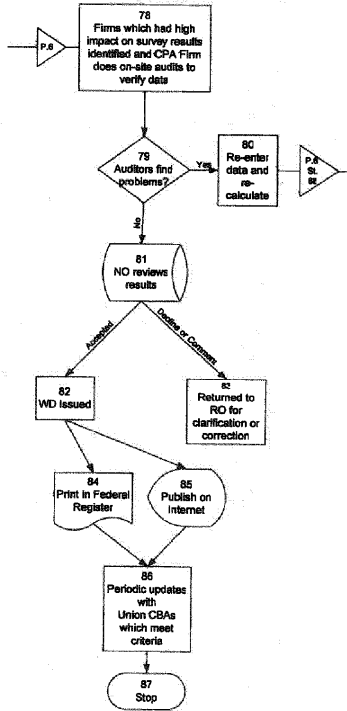 78
Firms which had high
impact on survey results
identified and CPA Firm
does on-site audits to
verify data
P.6
79
Auditors find
problems?
Yes
80
Re-enter
data and
re-
calculate
P.6
St.
No
81
NO reviews
results
Accepted
Decline or Comment
82
WD Issued
Returned to
RO for
clarification or
correction
84
Print in Federal
Register
85
Publish on
Internet
86
Periodic updates
with
Union CBAs
which meet
criteria
87
Stop